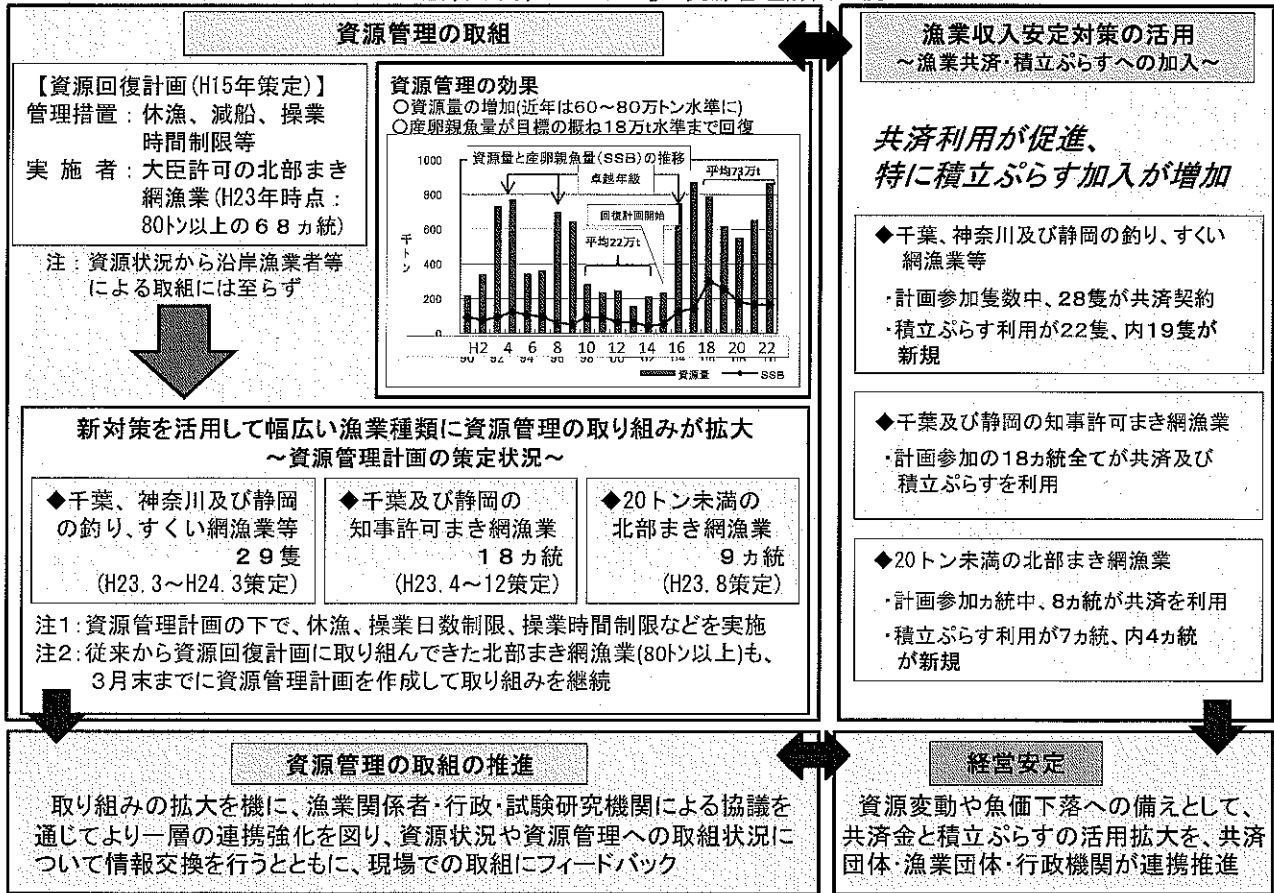 資源管理の取組
【資源回復計画(H15年策定)】
管理措置：休漁、減船、操業
時間制限等
実施者：大臣許可の北部まき
網漁業(H23年時点：
80トン以上の６８ヵ統)
注：資源状況から沿岸漁業者等
による取組には至らず
資源管理の効果
○資源量の増加(近年は60～80万トン水準に)
○産卵親魚量が目標の概ね18万t水準まで回復
資源量と産卵親魚量(SSB)の推移
卓越年級
平均73万t
回復計画開始
平均22万t
千トン
1000
800
600
400
200
0
H2 4 6 8 10 12 14 16 18 20 22
資源量 SSB
新対策を活用して幅広い漁業種類に資源管理の取り組みが拡大
～資源管理計画の策定状況～
◆千葉、神奈川及び静岡
の釣り、すくい網漁業等
２９隻
(H23.3～H24.3策定)
◆千葉及び静岡の
知事許可まき網漁業
１８ヵ統
(H23.4～12策定)
◆20トン未満の
北部まき網漁業
９ヵ統
(H23.8策定)
注1：資源管理計画の下で、休漁、操業日数制限、操業時間制限などを実施
注2：従来から資源回復計画に取り組んできた北部まき網漁業(80トン以上)も、
３月末までに資源管理計画を作成して取り組みを継続
漁業収入安定対策の活用
～漁業共済・積立ぷらすへの加入～
共済利用が促進、
特に積立ぷらす加入が増加
◆千葉、神奈川及び静岡の釣り、すくい
網漁業等
・計画参加隻数中、28隻が共済契約
・積立ぷらす利用が22隻、内19隻が
新規
◆千葉及び静岡の知事許可まき網漁業
・計画参加の18ヵ統全てが共済及び
積立ぷらすを利用
◆20トン未満の北部まき網漁業
・計画参加ヵ統中、8ヵ統が共済を利用
・積立ぷらす利用が7ヵ統、内4ヵ統
が新規
資源管理の取組の推進
取り組みの拡大を機に、漁業関係者・行政・試験研究機関による協議を
通じてより一層の連携強化を図り、資源状況や資源管理への取組状況に
ついて情報交換を行うとともに、現場での取組にフィードバック
経営安定
資源変動や魚価下落への備えとして、
共済金と積立ぷらすの活用拡大を、共済
団体・漁業団体・行政機関が連携推進